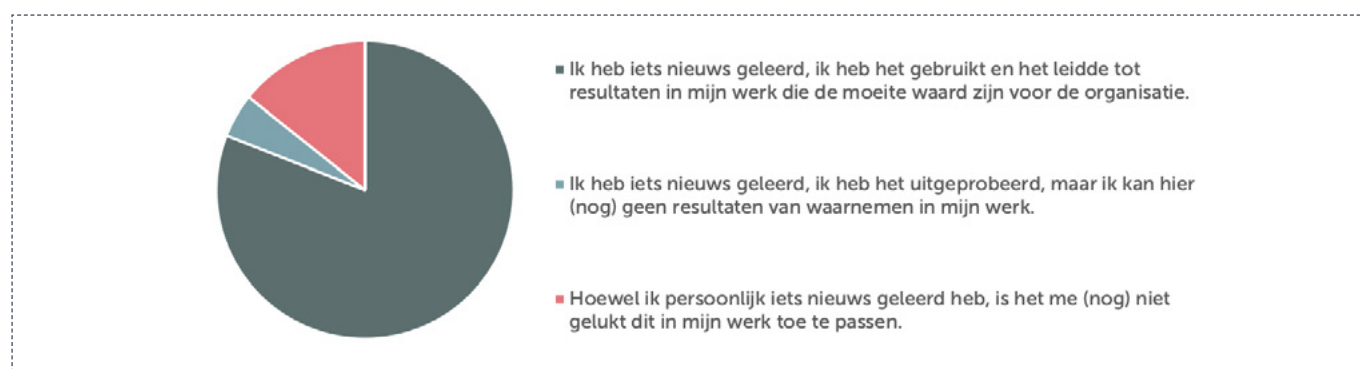 Ik heb iets nieuws geleerd, ik heb het gebruikt en het leidde tot
resultaten in mijn werk die de moeite waard zijn voor de organisatie.
Ik heb iets nieuws geleerd, ik heb het uitgeprobeerd, maar ik kan hier
(nog) geen resultaten van waarnemen in mijn werk.
Hoewel ik persoonlijk iets nieuws geleerd heb, is het me (nog) niet
gelukt dit in mijn werk toe te passen.